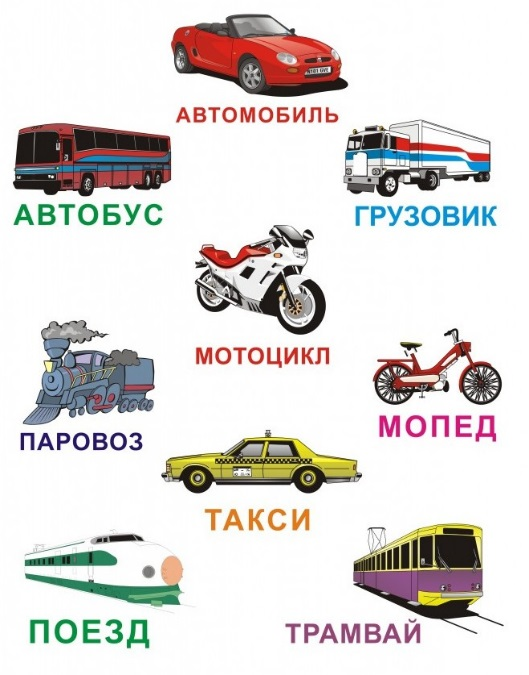 АВТОМОБИЛЬ
АВТОБУС
ГРУЗОВИК
МОТОЦИКЛ
ПАРОВОЗ
МОПЕД
ТАКСИ
ПОЕЗД
ТРАМВАЙ